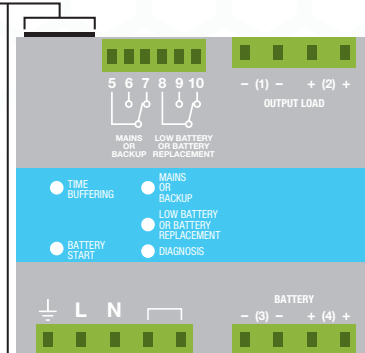 5 6 7 8 9 10
MAINS
OR
BACKUP
LOW BATTERY
OR BATTERY
REPLACEMENT
– (1) – + (2) +
OUTPUT LOAD
TIME
BUFFERING
MAINS
OR
BACKUP
LOW BATTERY
OR BATTERY
REPLACEMENT
BATTERY
START
DIAGNOSIS
L N
BATTERY
– (3) – + (4) +